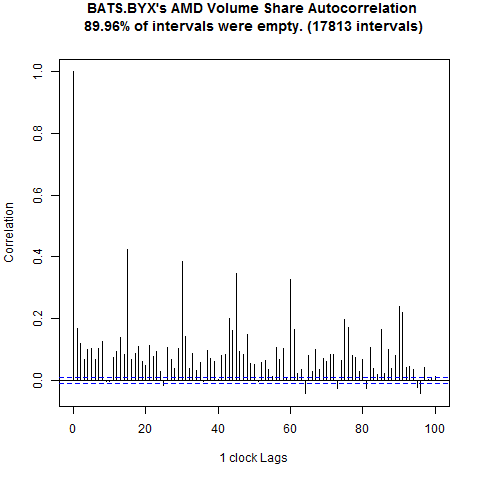 BATS.BYX's AMD Volume Share Autocorrelation
89.96% of intervals were empty. (17813 intervals)
1.0
0.8
0.6
0.4
0.2
0.0
Correlation
0 20 40 60 80 100
1 clock Lags